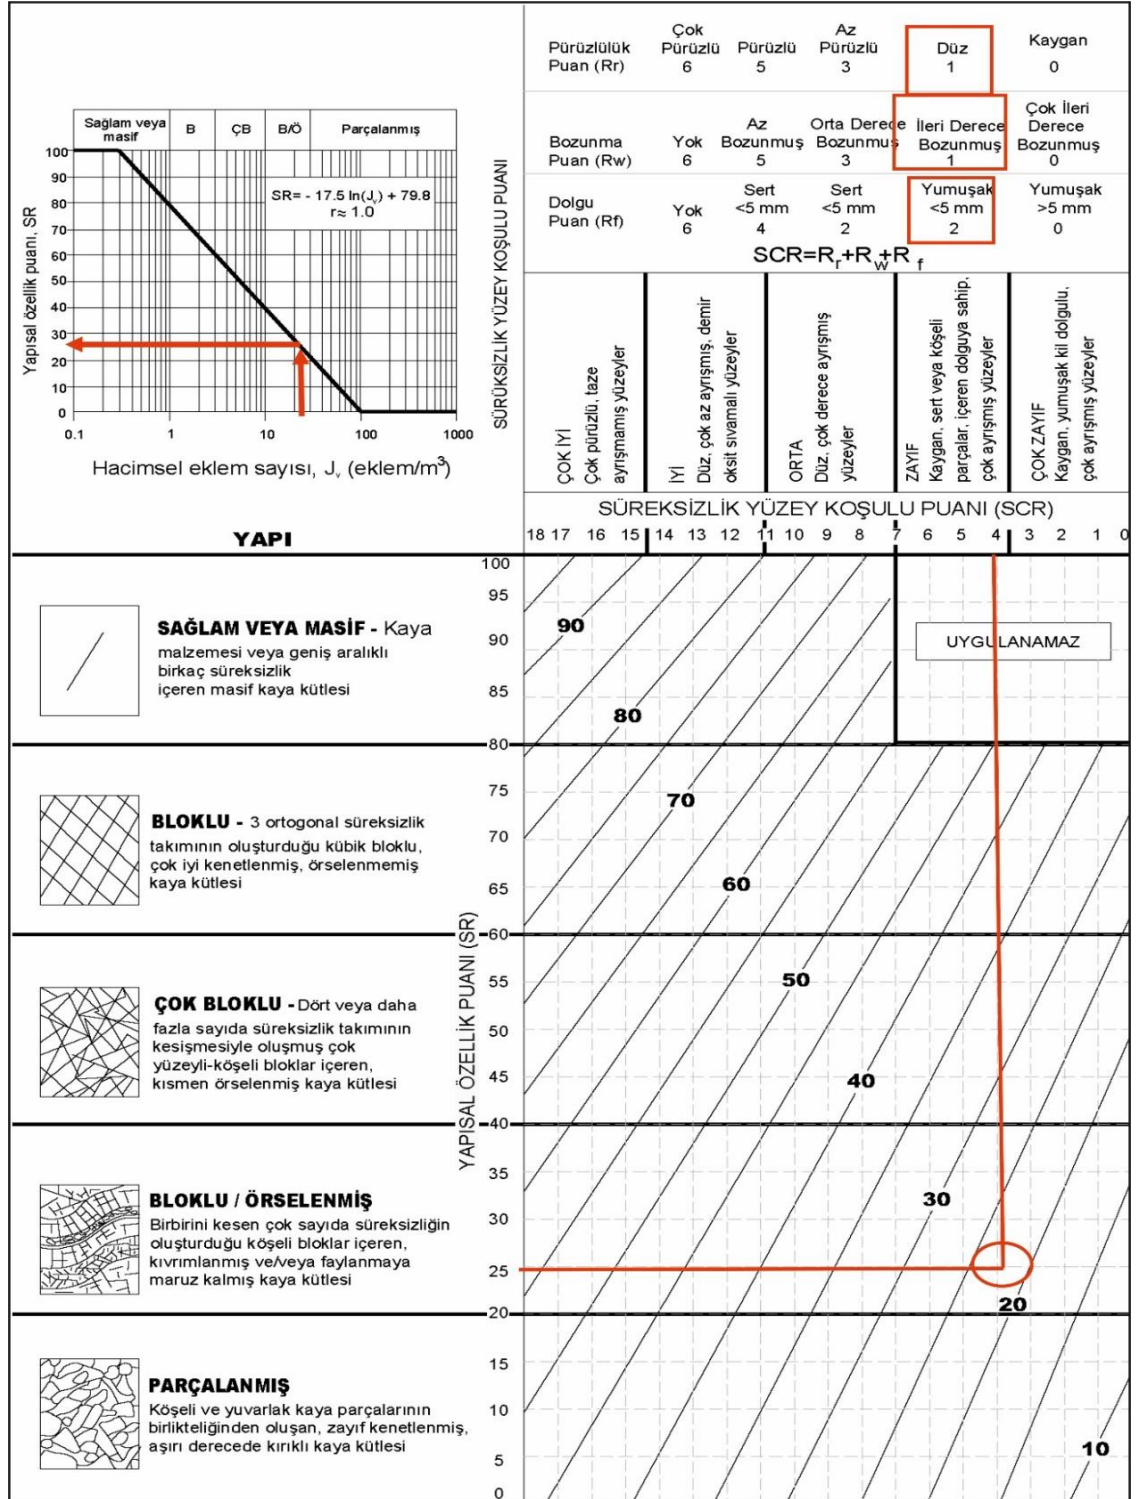 Sağlam veya masif B ÇB B/Ö Parçalanmış
100
90
80
70
60
50
40
30
20
10
0
Yapısal özellik puanı, SR
SR= - 17.5 ln(Jᵥ) + 79.8
r≈ 1.0
0.1 1 10 100 1000
Hacimsel eklem sayısı, Jᵥ (eklem/m³)
SÜRÜKSİZLİK YÜZEY KOŞULU PUANI
Pürüzlülük Puan (Rr)
Çok Pürüzlü 6
Pürüzlü 5
Az Pürüzlü 3
Düz 1
Kaygan 0
Bozunma Puan (Rw)
Yok 6
Az Bozunmuş 5
Orta Derece Bozunmuş 3
İleri Derece Bozunmuş 1
Çok İleri Derece Bozunmuş 0
Dolgu Puan (Rf)
Yok 6
Sert <5 mm 4
Sert <5 mm 2
Yumuşak <5 mm 2
Yumuşak >5 mm 0
SCR=Rr+Rw+Rf
ÇOK İYİ
Çok pürüzlü, taze
ayrışmamış yüzeyler
İYİ
Düz, çok az ayrışmış, demir
oksit sıvamalı yüzeyler
ORTA
Düz, çok derece ayrışmış
yüzeyler
ZAYIF
Kaygan, sert veya köşeli
parçalar, içeren dolguya sahip,
çok ayrışmış yüzeyler
ÇOK ZAYIF
Kaygan, yumuşak kil dolgulu,
çok ayrışmış yüzeyler
SÜREKSİZLİK YÜZEY KOŞULU PUANI (SCR)
18 17 16 15 14 13 12 11 10 9 8 7 6 5 4 3 2 1 0
YAPI
YAPISAL ÖZELLİK PUANI (SR)
100
95
90
85
80
75
70
65
60
55
50
45
40
35
30
25
20
15
10
5
0
SAĞLAM VEYA MASİF - Kaya
malzemesi veya geniş aralıklı
birkaç süreksizlik
içeren masif kaya kütlesi
BLOKLU - 3 ortogonal süreksizlik
takımının oluşturduğu kübik bloklu,
çok iyi kenetlenmiş, örselenmemiş
kaya kütlesi
ÇOK BLOKLU - Dört veya daha
fazla sayıda süreksizlik takımının
kesişmesiyle oluşmuş çok
yüzeyli-köşeli bloklar içeren,
kısmen örselenmiş kaya kütlesi
BLOKLU / ÖRSELENMİŞ
Birbirini kesen çok sayıda süreksizliğin
oluşturduğu köşeli bloklar içeren,
kıvrımlanmış ve/veya faylanmaya
maruz kalmış kaya kütlesi
PARÇALANMIŞ
Köşeli ve yuvarlak kaya parçalarının
birlikteliğinden oluşan, zayıf kenetlenmiş,
aşırı derecede kırıklı kaya kütlesi
UYGULANAMAZ
90
80
70
60
50
40
30
20
10